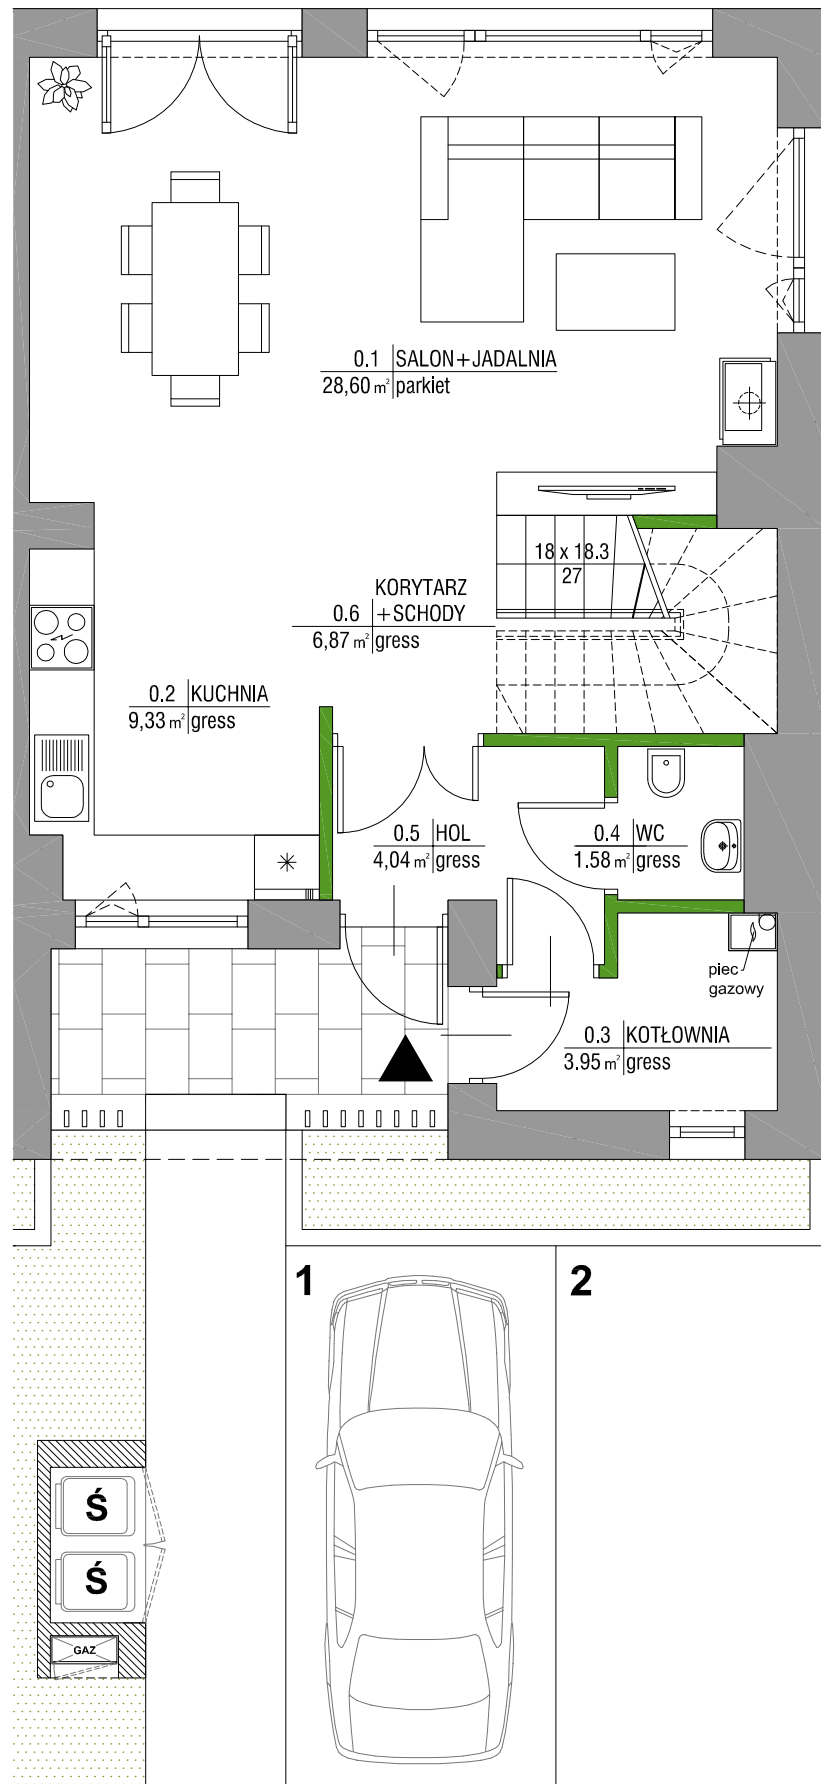 0.1 SALON+JADALNIA
28,60 m² parkiet
18 x 18.3
27
KORYTARZ
0.6 +SCHODY
6,87 m² gress
0.2 KUCHNIA
9,33 m² gress
0.5 HOL
4,04 m² gress
0.4 WC
1.58 m² gress
piec
gazowy
0.3 KOTŁOWNIA
3.95 m² gress
1
2
Ś
Ś
GAZ